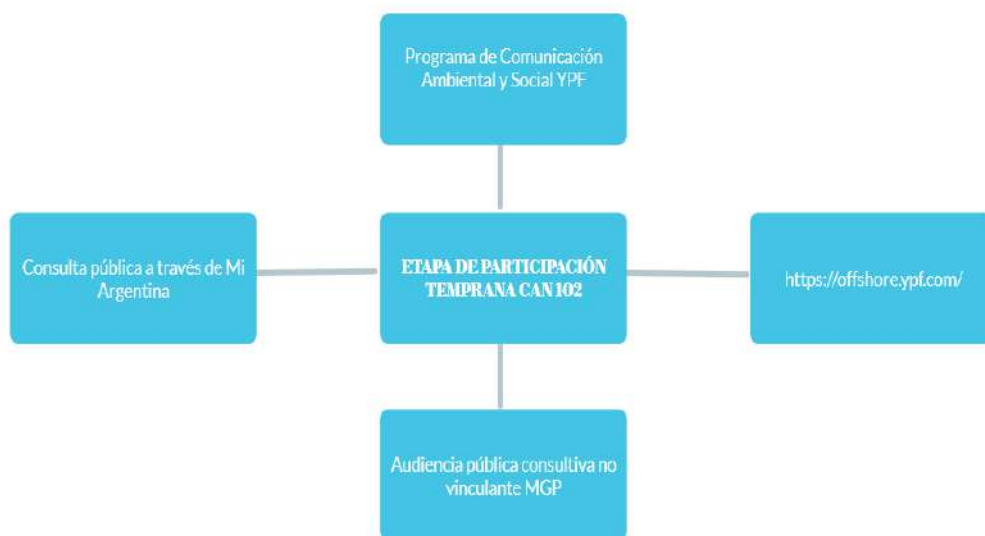 Programa de Comunicación
Ambiental y Social YPF
Consulta pública a través de Mi
Argentina
ETAPA DE PARTICIPACIÓN
TEMPRANA CAN 102
https://offshore.ypf.com/
Audiencia pública consultiva no
vinculante MGP